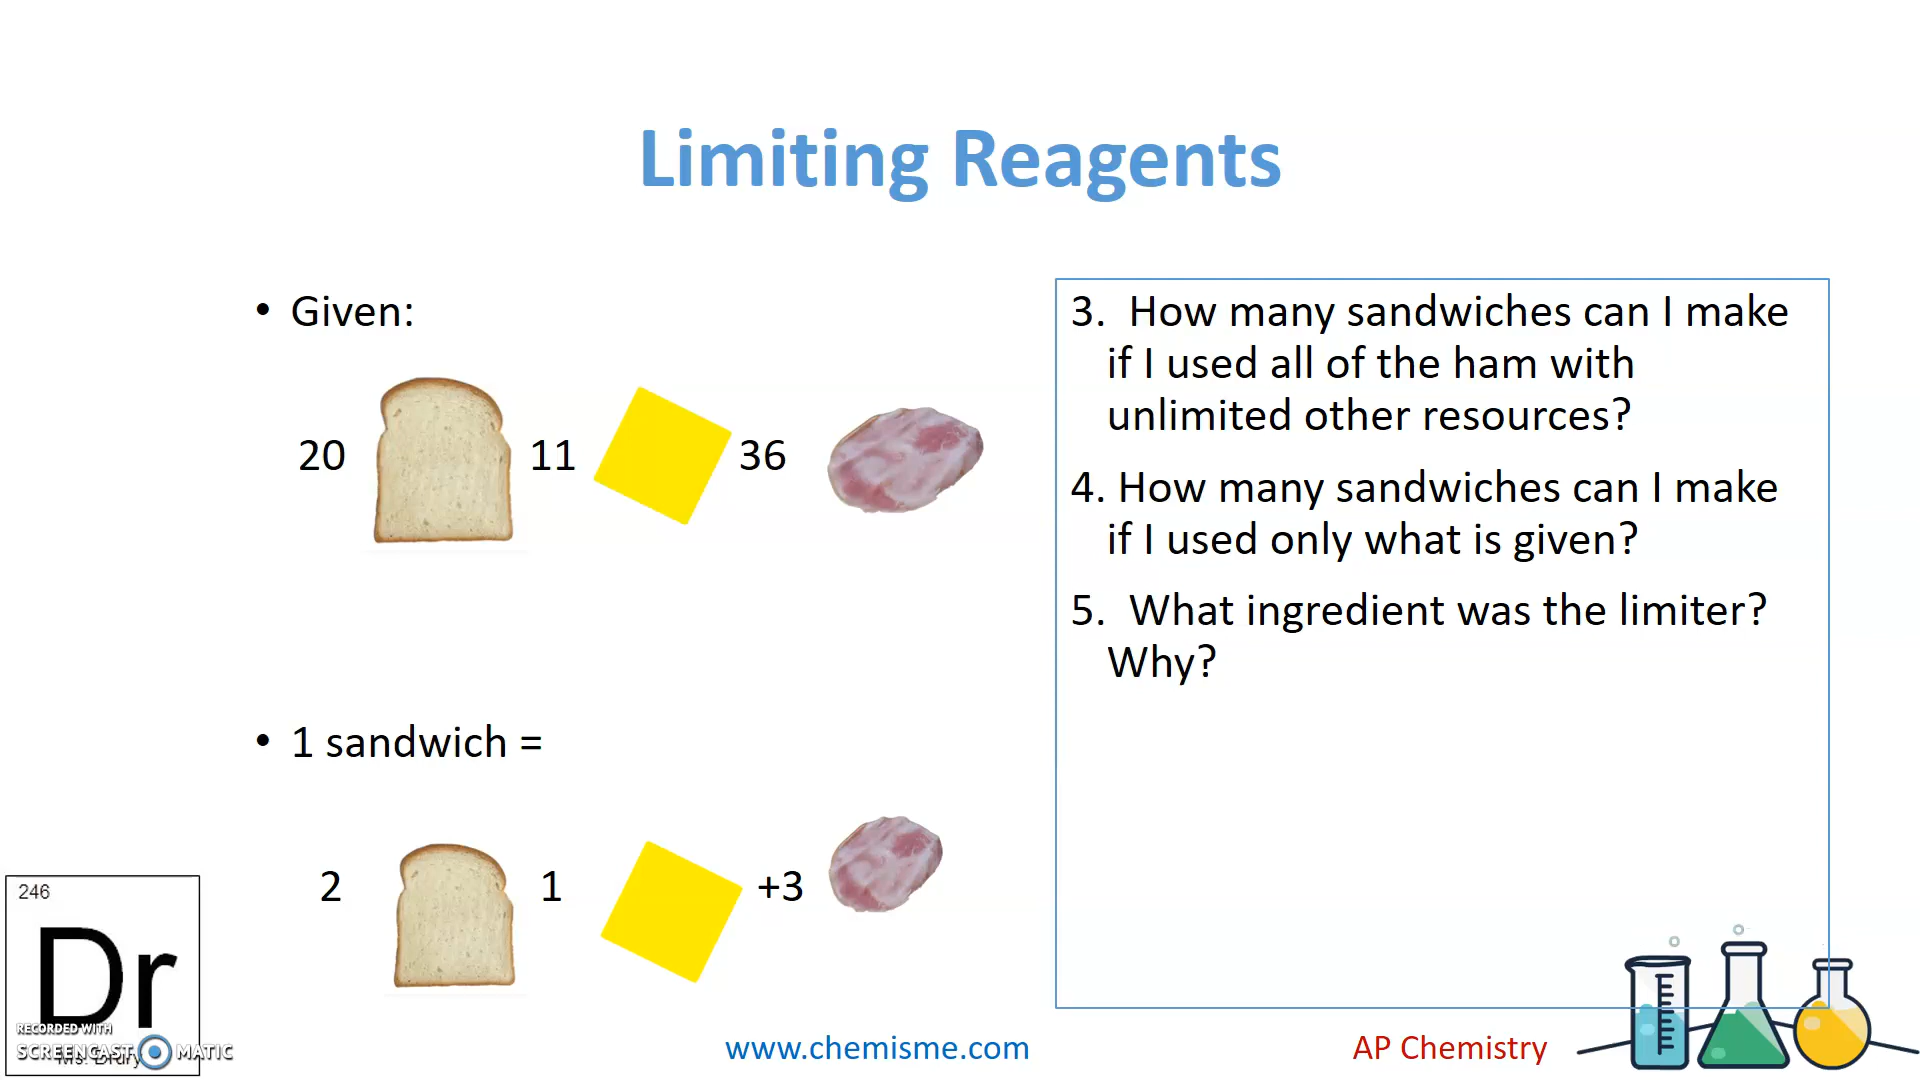 Limiting Reagents
• Given:
20 11 36
• 1 sandwich =
2 1 +3
3. How many sandwiches can I make
if I used all of the ham with
unlimited other resources?
4. How many sandwiches can I make
if I used only what is given?
5. What ingredient was the limiter?
Why?
246
Dr
RECORDED WITH
SCREENCAST MATIC
Ms. Drury
www.chemisme.com
AP Chemistry